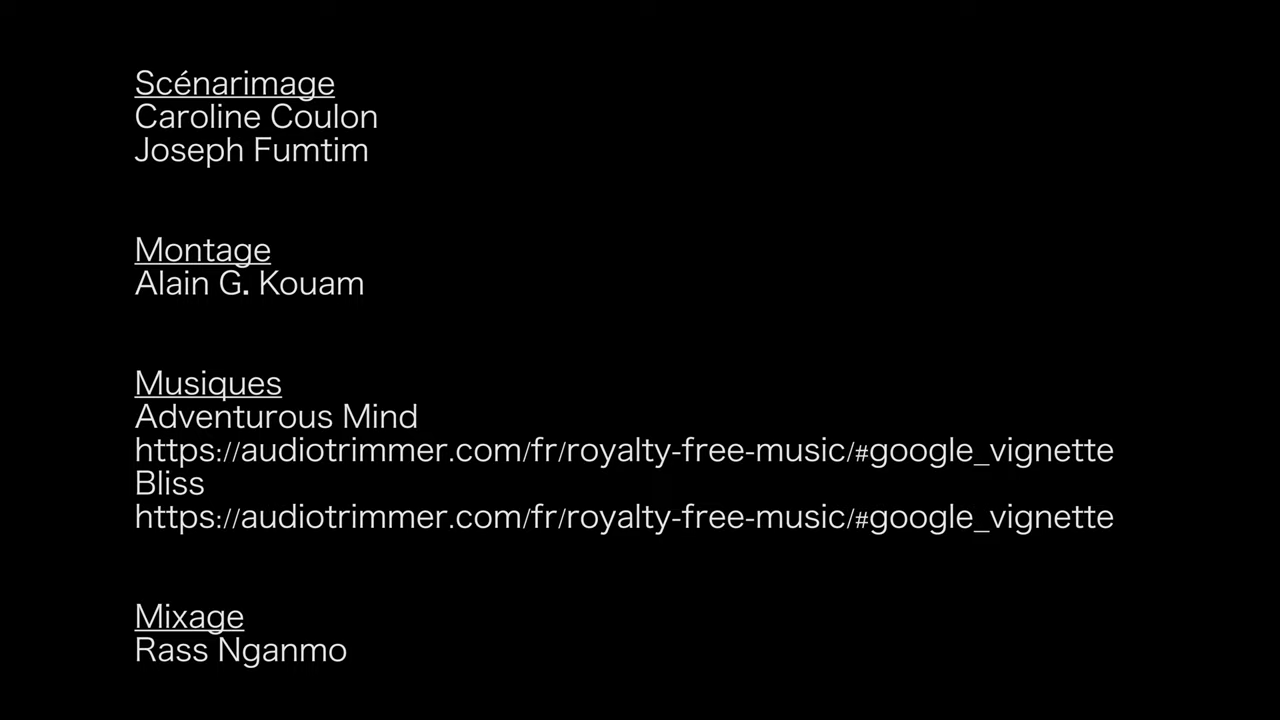 Scénarimage
Caroline Coulon
Joseph Fumtim
Montage
Alain G. Kouam
Musiques
Adventurous Mind
https://audiotrimmer.com/fr/royalty-free-music/#google_vignette
Bliss
https://audiotrimmer.com/fr/royalty-free-music/#google_vignette
Mixage
Rass Nganmo